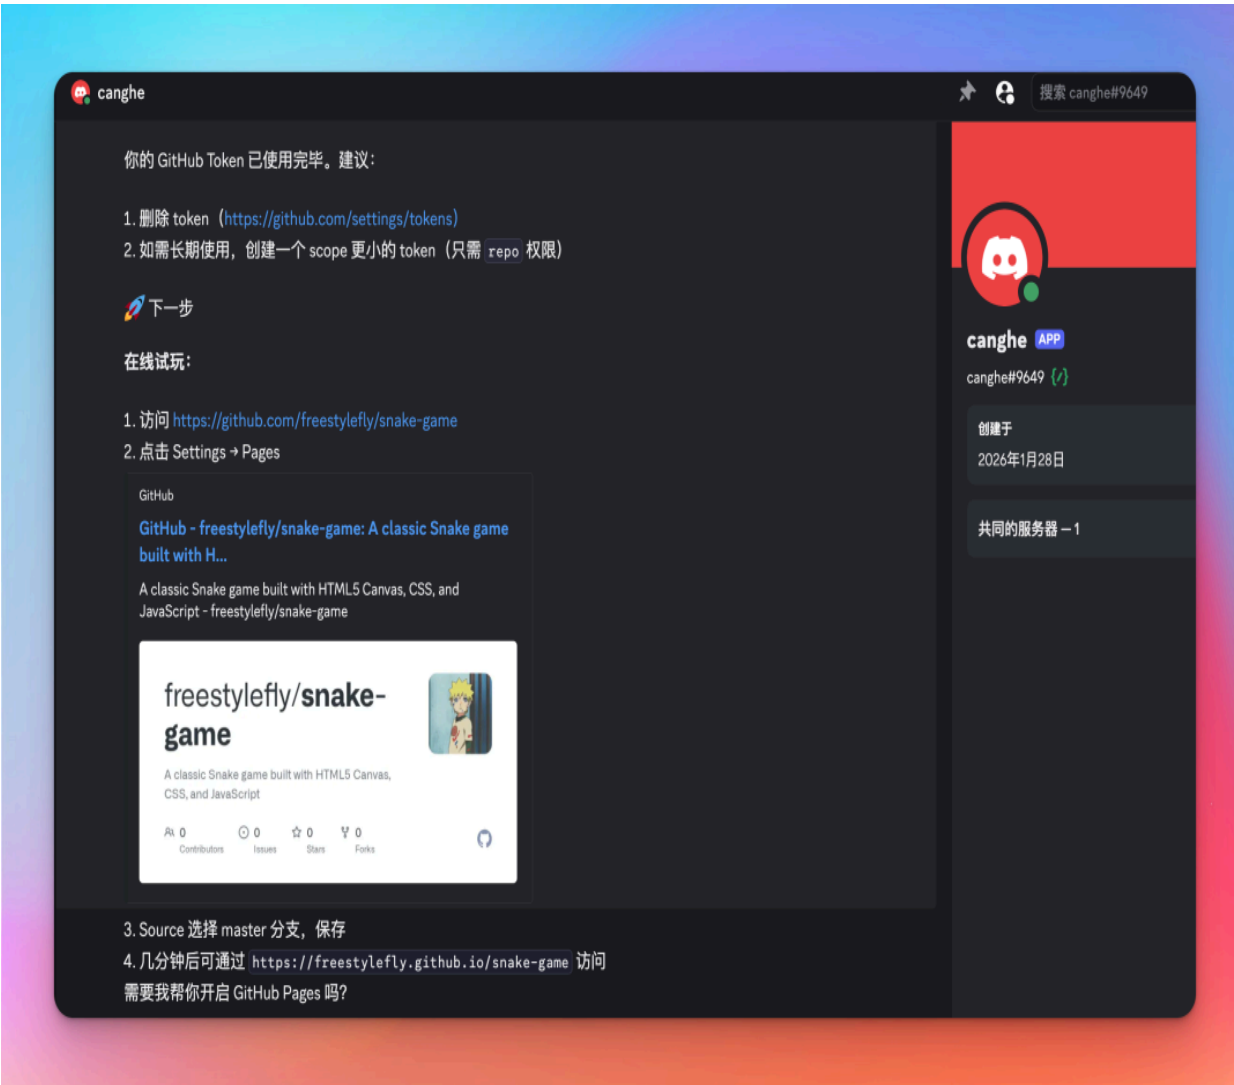 canghe
搜索 canghe#9649
你的 GitHub Token 已使用完毕。建议：
1. 删除 token（https://github.com/settings/tokens）
2. 如需长期使用，创建一个 scope 更小的 token（只需 repo 权限）
🚀 下一步
在线试玩：
1. 访问 https://github.com/freestylefly/snake-game
2. 点击 Settings → Pages
GitHub
GitHub - freestylefly/snake-game: A classic Snake game
built with H...
A classic Snake game built with HTML5 Canvas, CSS, and
JavaScript - freestylefly/snake-game
freestylefly/snake-
game
A classic Snake game built with HTML5 Canvas,
CSS, and JavaScript
0
Contributors
0
Issues
0
Stars
0
Forks
3. Source 选择 master 分支，保存
4. 几分钟后可通过 https://freestylefly.github.io/snake-game 访问
需要我帮你开启 GitHub Pages 吗?
canghe APP
canghe#9649 {/}
创建于
2026年1月28日
共同的服务器 — 1